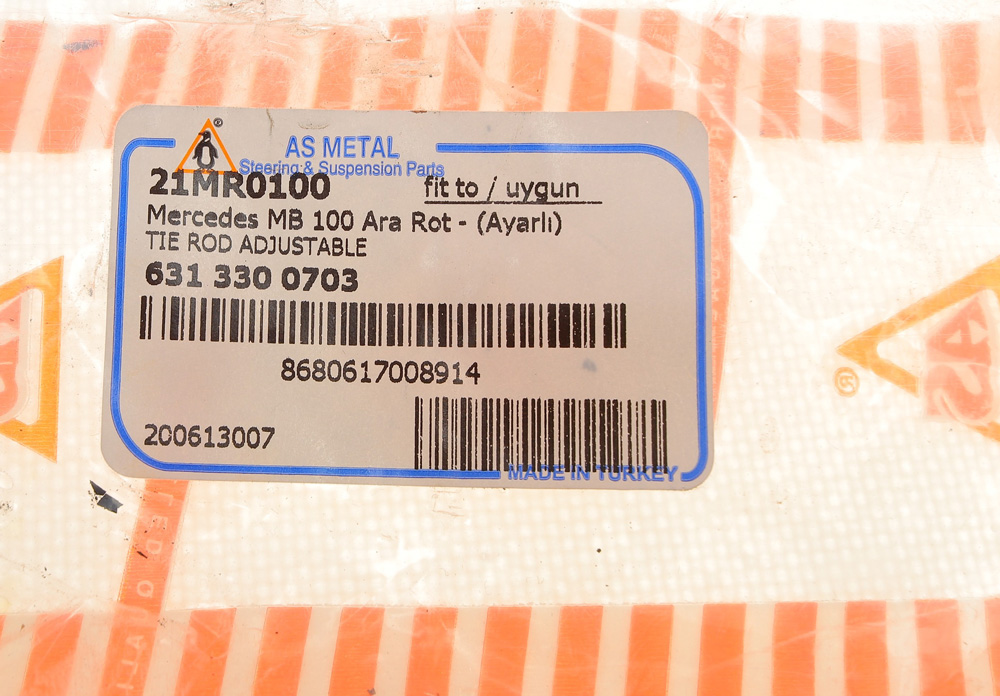 AS METAL
Steering & Suspension Parts
21MR0100 fit to / uygun
Mercedes MB 100 Ara Rot - (Ayarlı)
TIE ROD ADJUSTABLE
631 330 0703
8680617008914
200613007
MADE IN TURKEY
AS